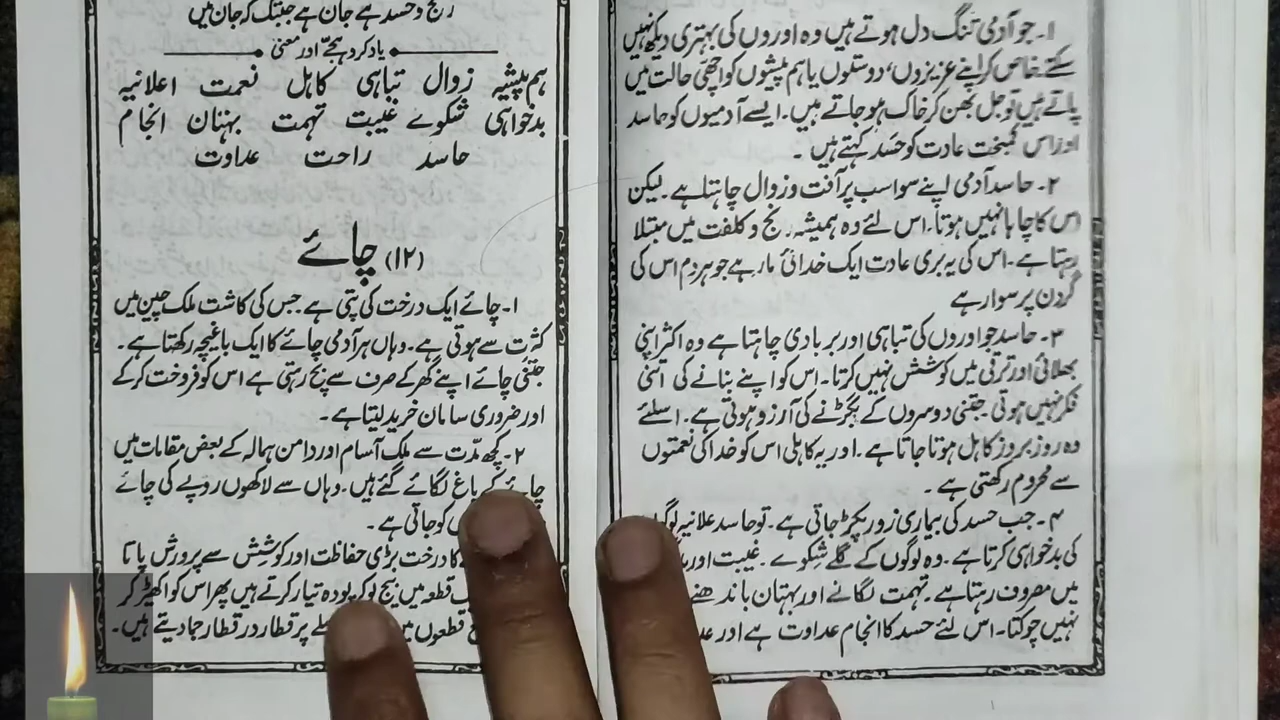 ۱۔ جو آدمی تنگ دل ہوتے ہیں وہ اوروں کی بہتری دیکھ نہیں
سکتے۔ خاص کر اپنے عزیزوں، دوستوں یا ہم پیشوں کو اچھی حالت میں
پاتے ہیں تو جل بھن کر خاک ہو جاتے ہیں۔ ایسے آدمیوں کو حاسد
اور اس کمبخت عادت کو حَسَد کہتے ہیں۔
۲۔ حاسد آدمی اپنے سوا سب پر آفت و زوال چاہتا ہے۔ لیکن
اس کا چاہا نہیں ہوتا۔ اس لئے وہ ہمیشہ رنج و کلفت میں مبتلا
رہتا ہے۔ اس کی یہ بری عادت ایک خدائی مار ہے جو ہر دم اس کی
گردن پر سوار ہے
۳۔ حاسد جو اوروں کی تباہی اور بربادی چاہتا ہے وہ اکثر اپنی
بھلائی اور ترقی میں کوشش نہیں کرتا۔ اس کو اپنے بنانے کی اتنی
فکر نہیں ہوتی جتنی دوسروں کے بگڑنے کی آرزو ہوتی ہے۔ اسلئے
وہ روز بروز کاہل ہوتا جاتا ہے۔ اور یہ کاہلی اس کو خدا کی نعمتوں
سے محروم رکھتی ہے۔
۴۔ جب حسد کی بیماری زور پکڑ جاتی ہے۔ تو حاسد علانیہ
کی بدخواہی کرتا ہے۔ وہ لوگوں کے گلے شکوے۔ غیبت اور
میں مصروف رہتا ہے۔ تہمت لگانے اور بہتان باندھنے
نہیں چوکتا۔ اس لئے حسد کا انجام عداوت ہے اور
رنج و حسد ہے جان ہے جبتک کہ جان میں
یاد کرو ہجے اور معنی
ہم پیشہ زوال تباہی کاہل نعمت اعلانیہ
بدخواہی شکوے غیبت تہمت بہتان انجام
حاسد راحت عداوت
(۱۲) چائے
۱۔ چائے ایک درخت کی پتی ہے جس کی کاشت ملک چین میں
کثرت سے ہوتی ہے۔ وہاں ہر آدمی چائے کا ایک باغیچہ رکھتا ہے۔
جتنی چائے اپنے گھر کے صرف سے بچ رہتی ہے اس کو فروخت کر کے
اور ضروری سامان خرید لیتا ہے۔
۲۔ کچھ مدّت سے ملک آسام اور دامن ہمالہ کے بعض مقامات میں
چائے کے باغ لگائے گئے ہیں۔ وہاں سے لاکھوں روپے کی چائے
کو جاتی ہے۔
کا درخت بڑی حفاظت اور کوشش سے پرورش پاتا
قطعہ میں بیج بو کر پودہ تیار کرتے ہیں پھر اس کو اکھیڑ کر
قطعوں میں پر قطار در قطار جما دیتے ہیں۔